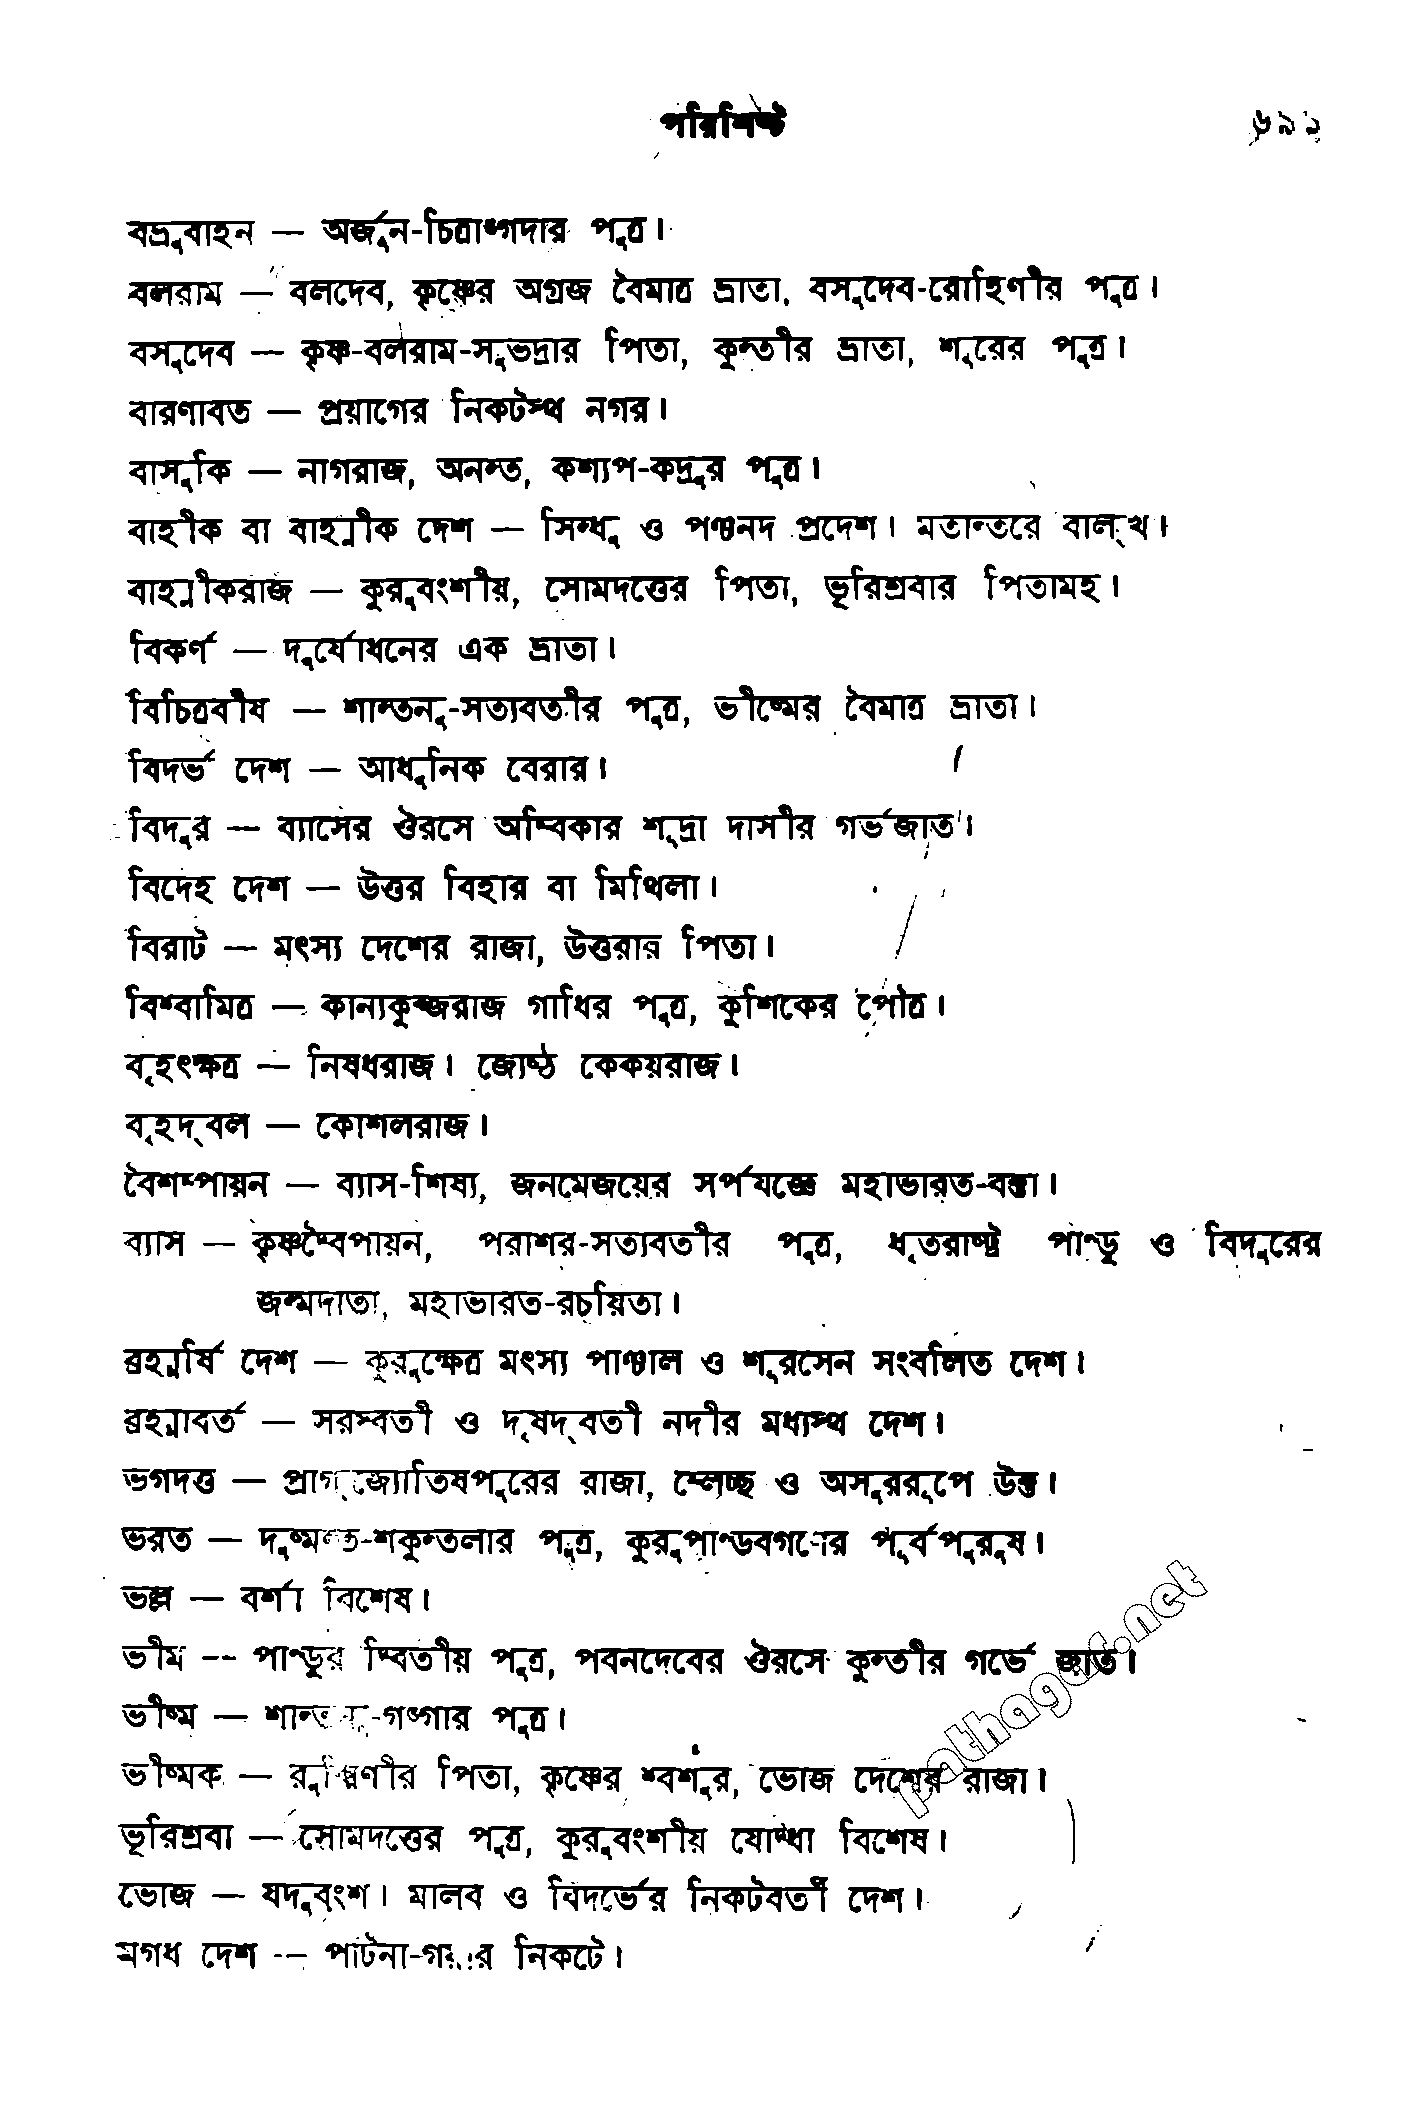 পরিশিষ্ট ৬৯১
বভ্রুবাহন — অর্জুন-চিত্রাঙ্গদার পুত্র।
বলরাম — বলদেব, কৃষ্ণের অগ্রজ বৈমাত্র ভ্রাতা, বসুদেব-রোহিণীর পুত্র।
বসুদেব — কৃষ্ণ-বলরাম-সুভদ্রার পিতা, কুন্তীর ভ্রাতা, শূরের পুত্র।
বারণাবত — প্রয়াগের নিকটস্থ নগর।
বাসুকি — নাগরাজ, অনন্ত, কশ্যপ-কদ্রুর পুত্র।
বাহীক বা বাহ্মীক দেশ — সিন্ধু ও পঞ্চনদ প্রদেশ। মতান্তরে বাল্‌খ।
বাহ্মীকরাজ — কুরুবংশীয়, সোমদত্তের পিতা, ভূরিশ্রবার পিতামহ।
বিকর্ণ — দুর্যোধনের এক ভ্রাতা।
বিচিত্রবীর্য — শান্তনু-সত্যবতীর পুত্র, ভীষ্মের বৈমাত্র ভ্রাতা।
বিদর্ভ দেশ — আধুনিক বেরার।
বিদুর — ব্যাসের ঔরসে অম্বিকার শূদ্রা দাসীর গর্ভজাত।
বিদেহ দেশ — উত্তর বিহার বা মিথিলা।
বিরাট — মৎস্য দেশের রাজা, উত্তরার পিতা।
বিশ্বামিত্র — কান্যকুব্জরাজ গাধির পুত্র, কুশিকের পৌত্র।
বৃহৎক্ষত্র — নিষধরাজ। জ্যেষ্ঠ কেকয়রাজ।
বৃহদ্‌বল — কোশলরাজ।
বৈশম্পায়ন — ব্যাস-শিষ্য, জনমেজয়ের সর্পযজ্ঞে মহাভারত-বক্তা।
ব্যাস — কৃষ্ণদ্বৈপায়ন, পরাশর-সত্যবতীর পুত্র, ধৃতরাষ্ট্র পাণ্ডু ও বিদুরের
জন্মদাতা, মহাভারত-রচয়িতা।
ব্রহ্মর্ষি দেশ — কুরুক্ষেত্র মৎস্য পাঞ্চাল ও শূরসেন সংবলিত দেশ।
ব্রহ্মাবর্ত — সরস্বতী ও দৃষদ্‌বতী নদীর মধ্যস্থ দেশ।
ভগদত্ত — প্রাগ্‌জ্যোতিষপুরের রাজা, ম্লেচ্ছ ও অসুররূপে উক্ত।
ভরত — দুষ্মন্ত-শকুন্তলার পুত্র, কুরুপাণ্ডবগণের পূর্বপুরুষ।
ভল্ল — বর্শা বিশেষ।
ভীম — পাণ্ডুর দ্বিতীয় পুত্র, পবনদেবের ঔরসে কুন্তীর গর্ভে জাত।
ভীষ্ম — শান্তনু-গঙ্গার পুত্র।
ভীষ্মক — রুক্মিণীর পিতা, কৃষ্ণের শ্বশুর, ভোজ দেশের রাজা।
ভূরিশ্রবা — সোমদত্তের পুত্র, কুরুবংশীয় যোদ্ধা বিশেষ।
ভোজ — যদুবংশ। মালব ও বিদর্ভের নিকটবর্তী দেশ।
মগধ দেশ — পাটনা-গয়ার নিকটে।
pathagar.net